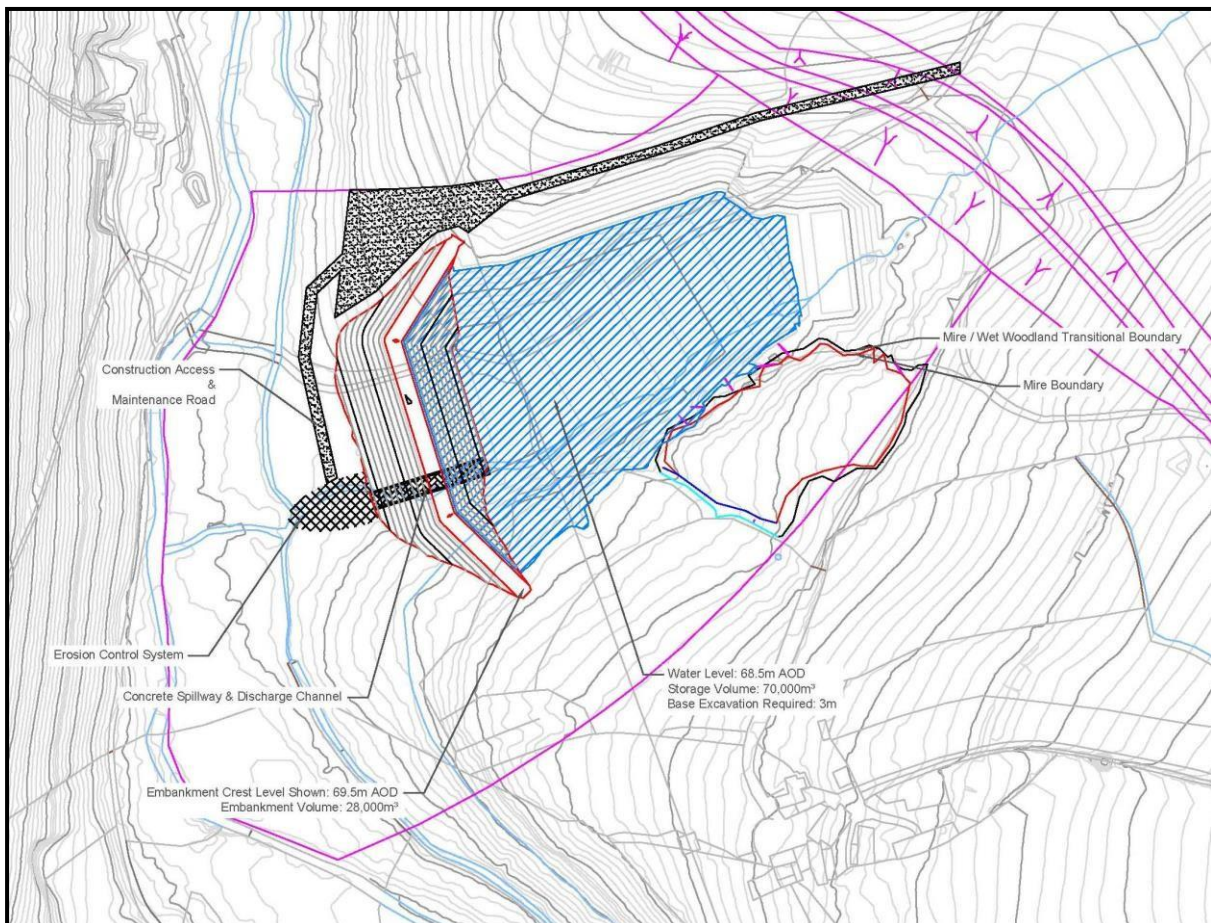 Mire / Wet Woodland Transitional Boundary
Mire Boundary
Construction Access
&
Maintenance Road
Erosion Control System
Concrete Spillway & Discharge Channel
Water Level: 68.5m AOD
Storage Volume: 70,000m³
Base Excavation Required: 3m
Embankment Crest Level Shown: 69.5m AOD
Embankment Volume: 28,000m³